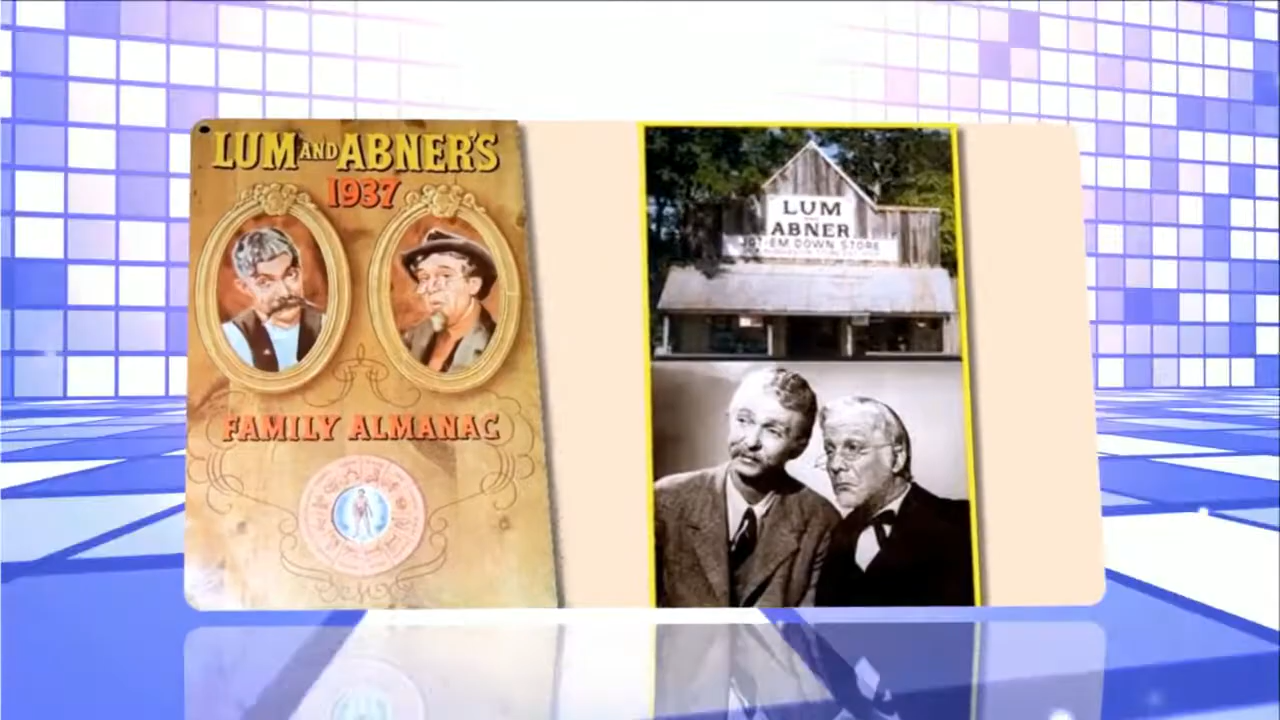 LUM AND ABNER'S
1937
FAMILY ALMANAC
LUM
ABNER
JOT-EM DOWN STORE